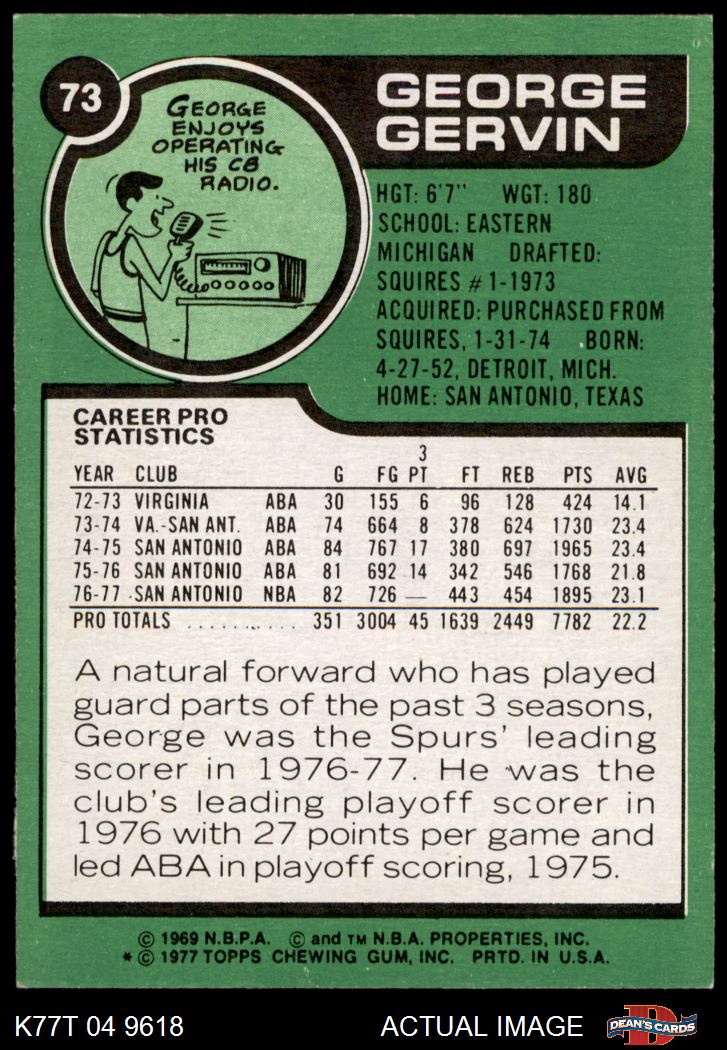 73
GEORGE
ENJOYS
OPERATING
HIS CB
RADIO.
GEORGE
GERVIN
HGT: 6'7" WGT: 180
SCHOOL: EASTERN
MICHIGAN DRAFTED:
SQUIRES #1-1973
ACQUIRED: PURCHASED FROM
SQUIRES, 1-31-74 BORN:
4-27-52, DETROIT, MICH.
HOME: SAN ANTONIO, TEXAS
CAREER PRO
STATISTICS
3
YEAR CLUB G FG PT FT REB PTS AVG
72-73 VIRGINIA ABA 30 155 6 96 128 424 14.1
73-74 VA.-SAN ANT. ABA 74 664 8 378 624 1730 23.4
74-75 SAN ANTONIO ABA 84 767 17 380 697 1965 23.4
75-76 SAN ANTONIO ABA 81 692 14 342 546 1768 21.8
76-77 SAN ANTONIO NBA 82 726 — 443 454 1895 23.1
PRO TOTALS . . . . . . . . . . . 351 3004 45 1639 2449 7782 22.2
A natural forward who has played
guard parts of the past 3 seasons,
George was the Spurs' leading
scorer in 1976-77. He was the
club's leading playoff scorer in
1976 with 27 points per game and
led ABA in playoff scoring, 1975.
© 1969 N.B.P.A. © and TM N.B.A. PROPERTIES, INC.
* © 1977 TOPPS CHEWING GUM, INC. PRTD. IN U.S.A.
K77T 04 9618 ACTUAL IMAGE D DEAN'S CARDS